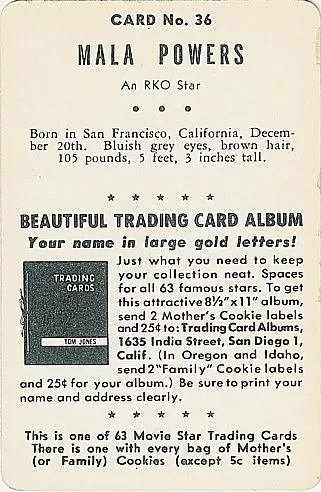 CARD No. 36
MALA POWERS
An RKO Star
Born in San Francisco, California, Decem-
ber 20th. Bluish grey eyes, brown hair,
105 pounds, 5 feet, 3 inches tall.
BEAUTIFUL TRADING CARD ALBUM
Your name in large gold letters!
TRADING
CARDS
TOM JONES
Just what you need to keep
your collection neat. Spaces
for all 63 famous stars. To get
this attractive 8½"x11" album,
send 2 Mother's Cookie labels
and 25¢ to: Trading Card Albums,
1635 India Street, San Diego 1,
Calif. (In Oregon and Idaho,
send 2 "Family" Cookie labels
and 25¢ for your album.) Be sure to print your
name and address clearly.
This is one of 63 Movie Star Trading Cards
There is one with every bag of Mother's
(or Family) Cookies (except 5c items)